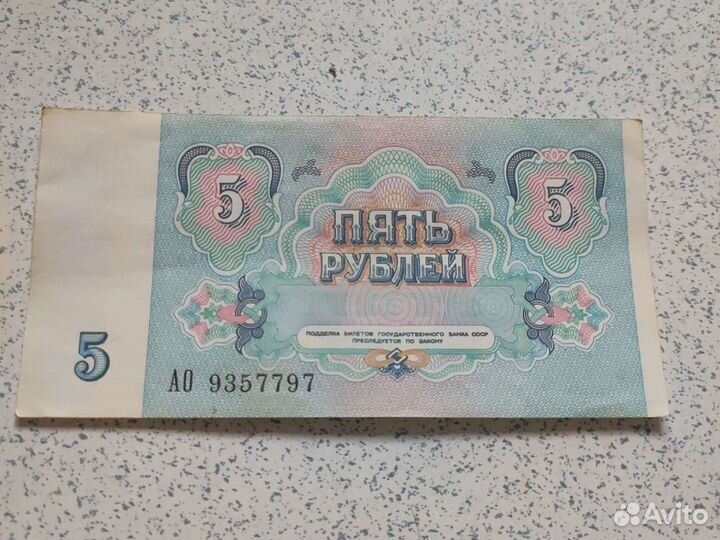 5 5
ПЯТЬ
РУБЛЕЙ
ПОДДЕЛКА БИЛЕТОВ ГОСУДАРСТВЕННОГО БАНКА СССР
ПРЕСЛЕДУЕТСЯ ПО ЗАКОНУ
5
АО 9357797
Avito